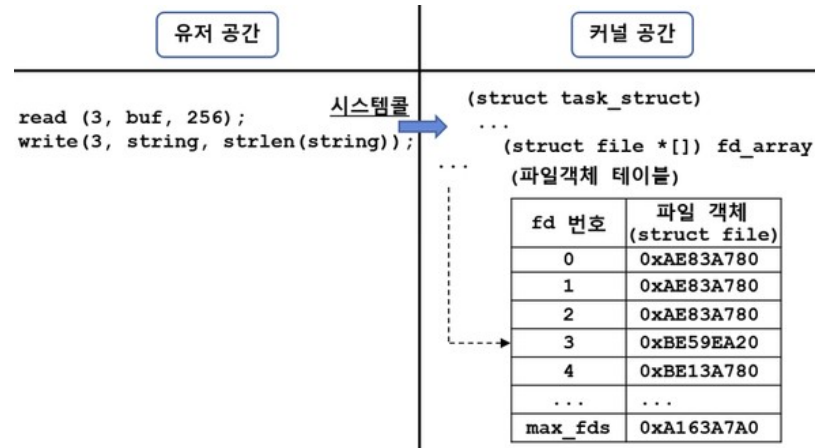 유저 공간
커널 공간
read (3, buf, 256);
write(3, string, strlen(string));
시스템콜
(struct task_struct)
...
(struct file *[]) fd_array
...
(파일객체 테이블)
fd 번호 파일 객체
(struct file)
0 0xAE83A780
1 0xAE83A780
2 0xAE83A780
3 0xBE59EA20
4 0xBE13A780
... ...
max_fds 0xA163A7A0